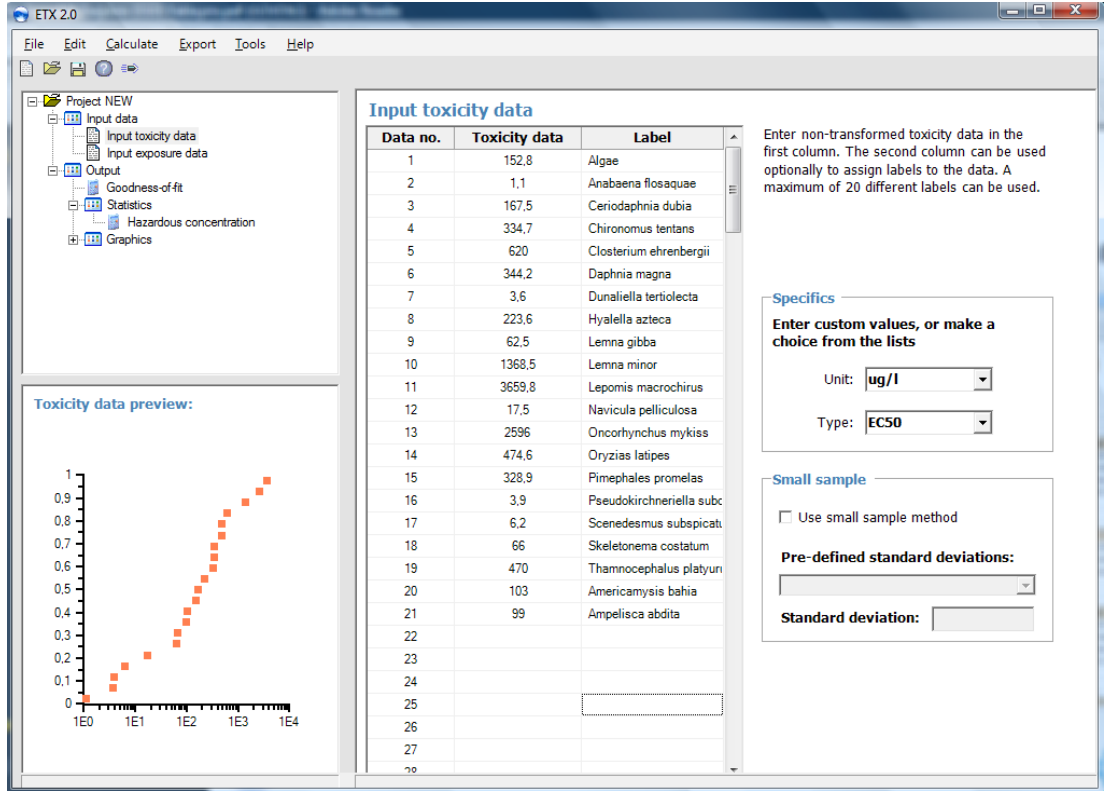 ETX 2.0
File Edit Calculate Export Tools Help
Project NEW
Input data
Input toxicity data
Input exposure data
Output
Goodness-of-fit
Statistics
Hazardous concentration
Graphics
Toxicity data preview:
1
0,9
0,8
0,7
0,6
0,5
0,4
0,3
0,2
0,1
0
1E0 1E1 1E2 1E3 1E4
Input toxicity data
Data no. Toxicity data Label
1 152,8 Algae
2 1,1 Anabaena flosaquae
3 167,5 Ceriodaphnia dubia
4 334,7 Chironomus tentans
5 620 Closterium ehrenbergii
6 344,2 Daphnia magna
7 3,6 Dunaliella tertiolecta
8 223,6 Hyalella azteca
9 62,5 Lemna gibba
10 1368,5 Lemna minor
11 3659,8 Lepomis macrochirus
12 17,5 Navicula pelliculosa
13 2596 Oncorhynchus mykiss
14 474,6 Oryzias latipes
15 328,9 Pimephales promelas
16 3,9 Pseudokirchneriella subc
17 6,2 Scenedesmus subspicatu
18 66 Skeletonema costatum
19 470 Thamnocephalus platyuru
20 103 Americamysis bahia
21 99 Ampelisca abdita
22
23
24
25
26
27
28
Enter non-transformed toxicity data in the
first column. The second column can be used
optionally to assign labels to the data. A
maximum of 20 different labels can be used.
Specifics
Enter custom values, or make a
choice from the lists
Unit: ug/l
Type: EC50
Small sample
Use small sample method
Pre-defined standard deviations:
Standard deviation: